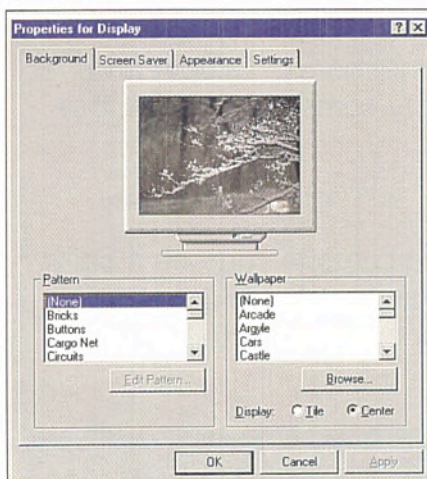 Properties for Display
Background Screen Saver Appearance Settings
Pattern
(None)
Bricks
Buttons
Cargo Net
Circuits
Edit Pattern...
Wallpaper
(None)
Arcade
Argyle
Cars
Castle
Browse...
Display: Tile Center
OK Cancel Apply